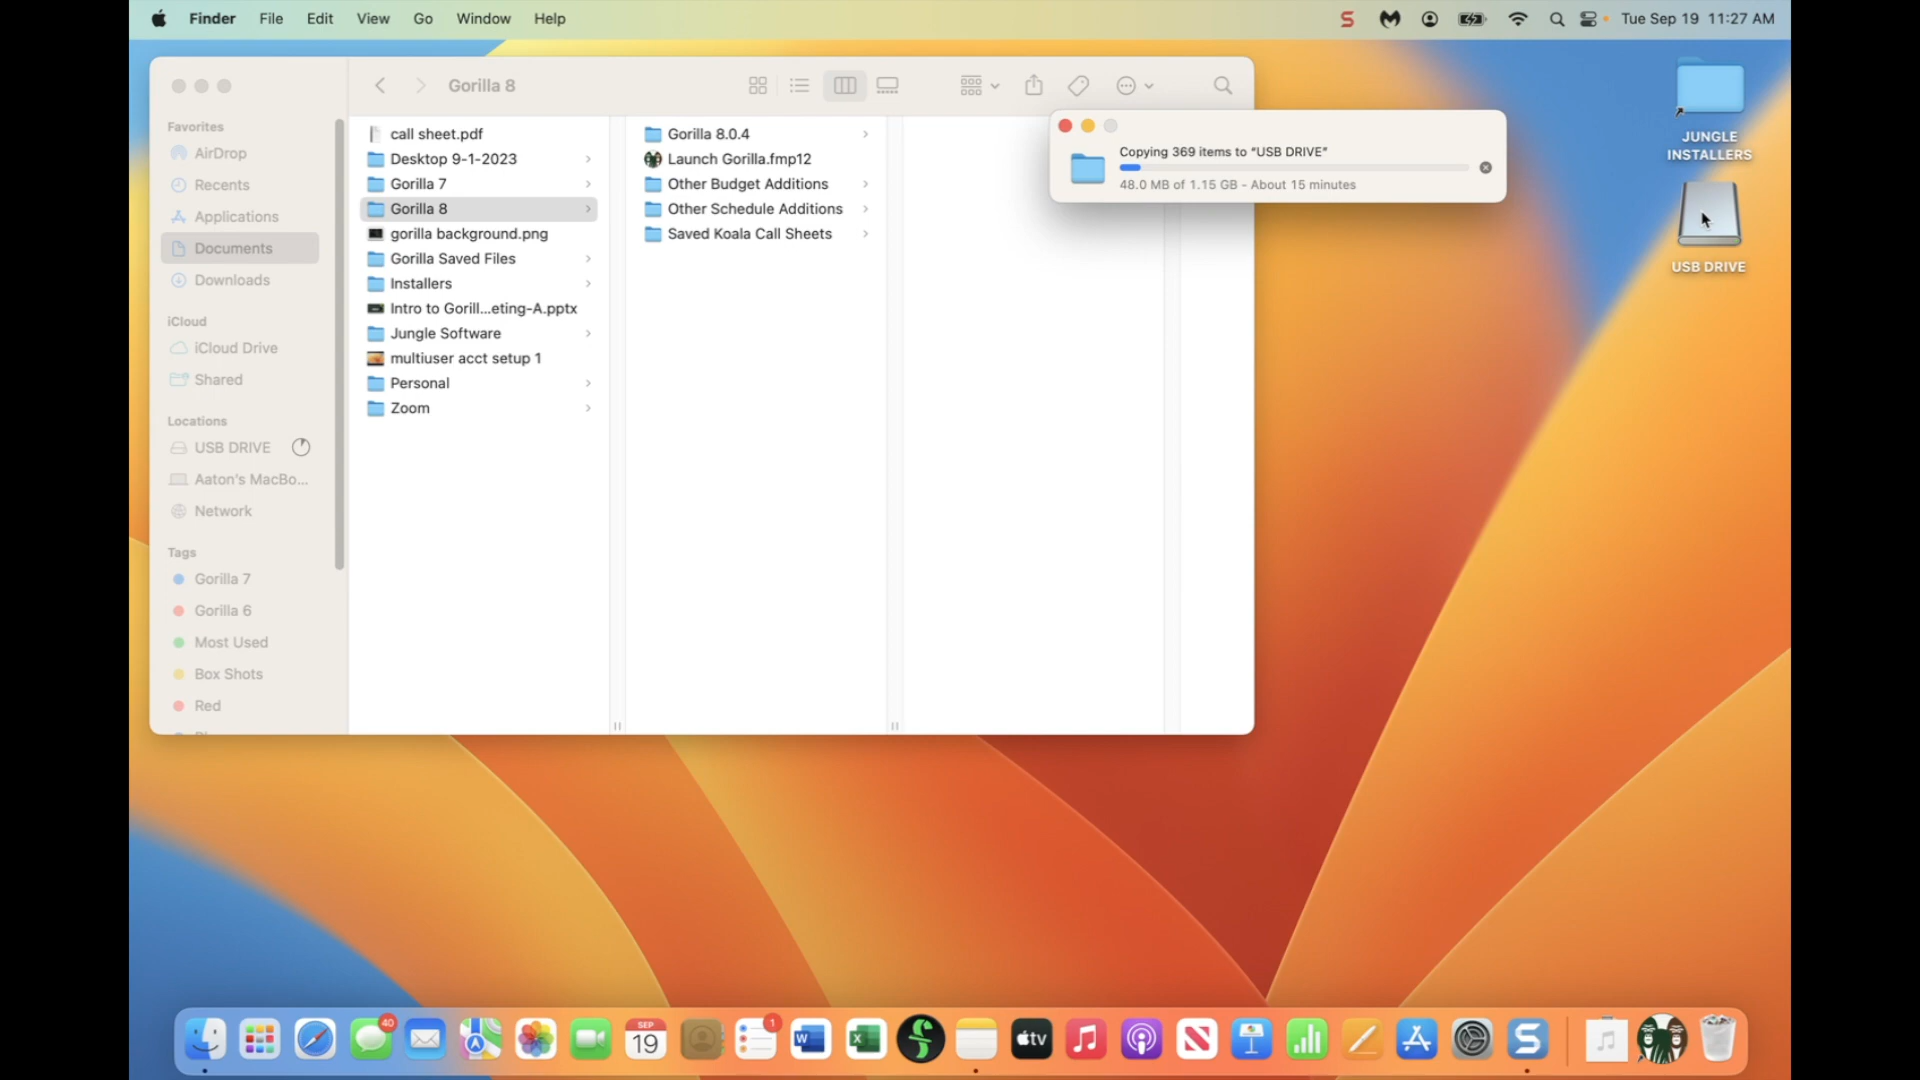 Finder File Edit View Go Window Help
Tue Sep 19 11:27 AM
Gorilla 8
Favorites
AirDrop
Recents
Applications
Documents
Downloads
iCloud
iCloud Drive
Shared
Locations
USB DRIVE
Aaton's MacBo...
Network
Tags
Gorilla 7
Gorilla 6
Most Used
Box Shots
Red
call sheet.pdf
Desktop 9-1-2023
Gorilla 7
Gorilla 8
gorilla background.png
Gorilla Saved Files
Installers
Intro to Gorill...eting-A.pptx
Jungle Software
multiuser acct setup 1
Personal
Zoom
Gorilla 8.0.4
Launch Gorilla.fmp12
Other Budget Additions
Other Schedule Additions
Saved Koala Call Sheets
Copying 369 items to “USB DRIVE”
48.0 MB of 1.15 GB - About 15 minutes
JUNGLE
INSTALLERS
USB DRIVE
40
SEP
19
1
W
X
tv
S